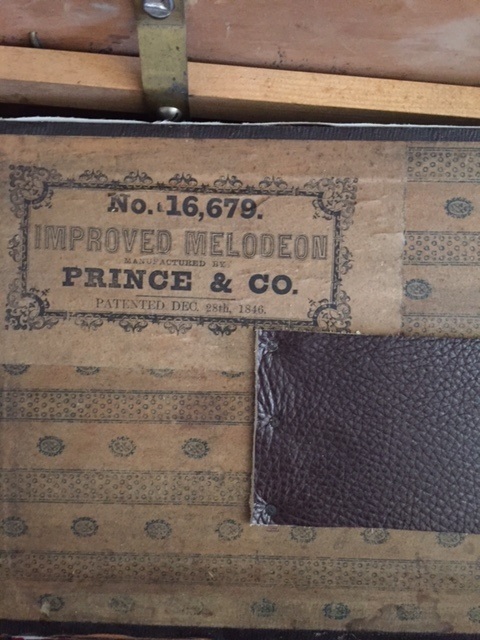 No. 16,679.
IMPROVED MELODEON
MANUFACTURED BY
PRINCE & CO.
PATENTED DEC. 28th, 1846.